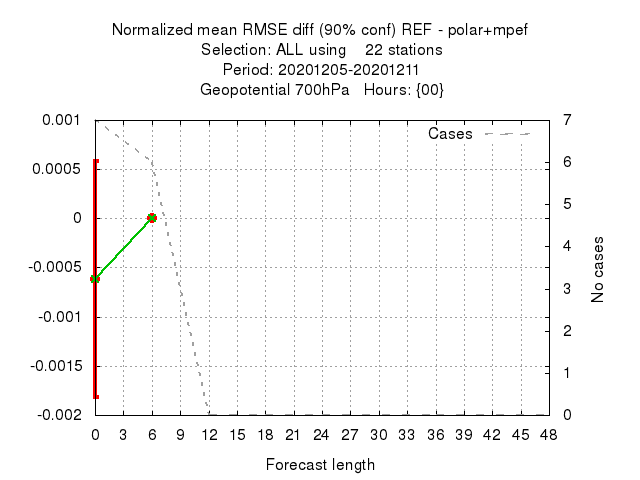 Normalized mean RMSE diff (90% conf) REF - polar+mpef
Selection: ALL using    22 stations
Period: 20201205-20201211
Geopotential 700hPa   Hours: {00}
Cases
0.001
0.0005
0
-0.0005
-0.001
-0.0015
-0.002
7
6
5
4
3
2
1
0
No cases
0 3 6 9 12 15 18 21 24 27 30 33 36 39 42 45 48
Forecast length